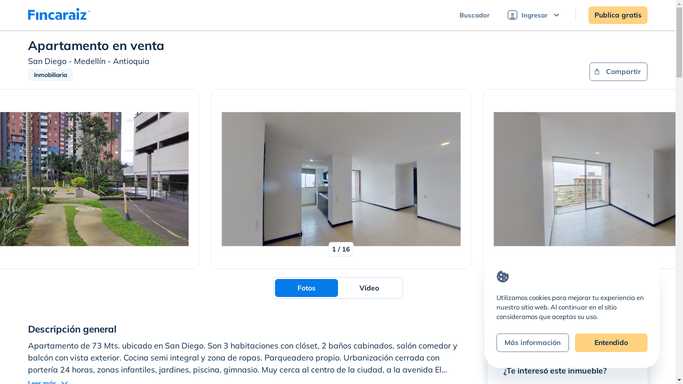 Fincaraiz
Buscador
Ingresar
Publica gratis
Apartamento en venta
San Diego - Medellín - Antioquia
Inmobiliaria
Compartir
1 / 16
Fotos
Video
Utilizamos cookies para mejorar tu experiencia en
nuestro sitio web. Al continuar en el sitio
consideramos que aceptas su uso.
Más información
Entendido
Descripción general
Apartamento de 73 Mts. ubicado en San Diego. Son 3 habitaciones con clóset, 2 baños cabinados, salón comedor y
balcón con vista exterior. Cocina semi integral y zona de ropas. Parqueadero propio. Urbanización cerrada con
portería 24 horas, zonas infantiles, jardines, piscina, gimnasio. Muy cerca al centro de la ciudad, a la avenida El...
Leer más
¿Te interesó este inmueble?